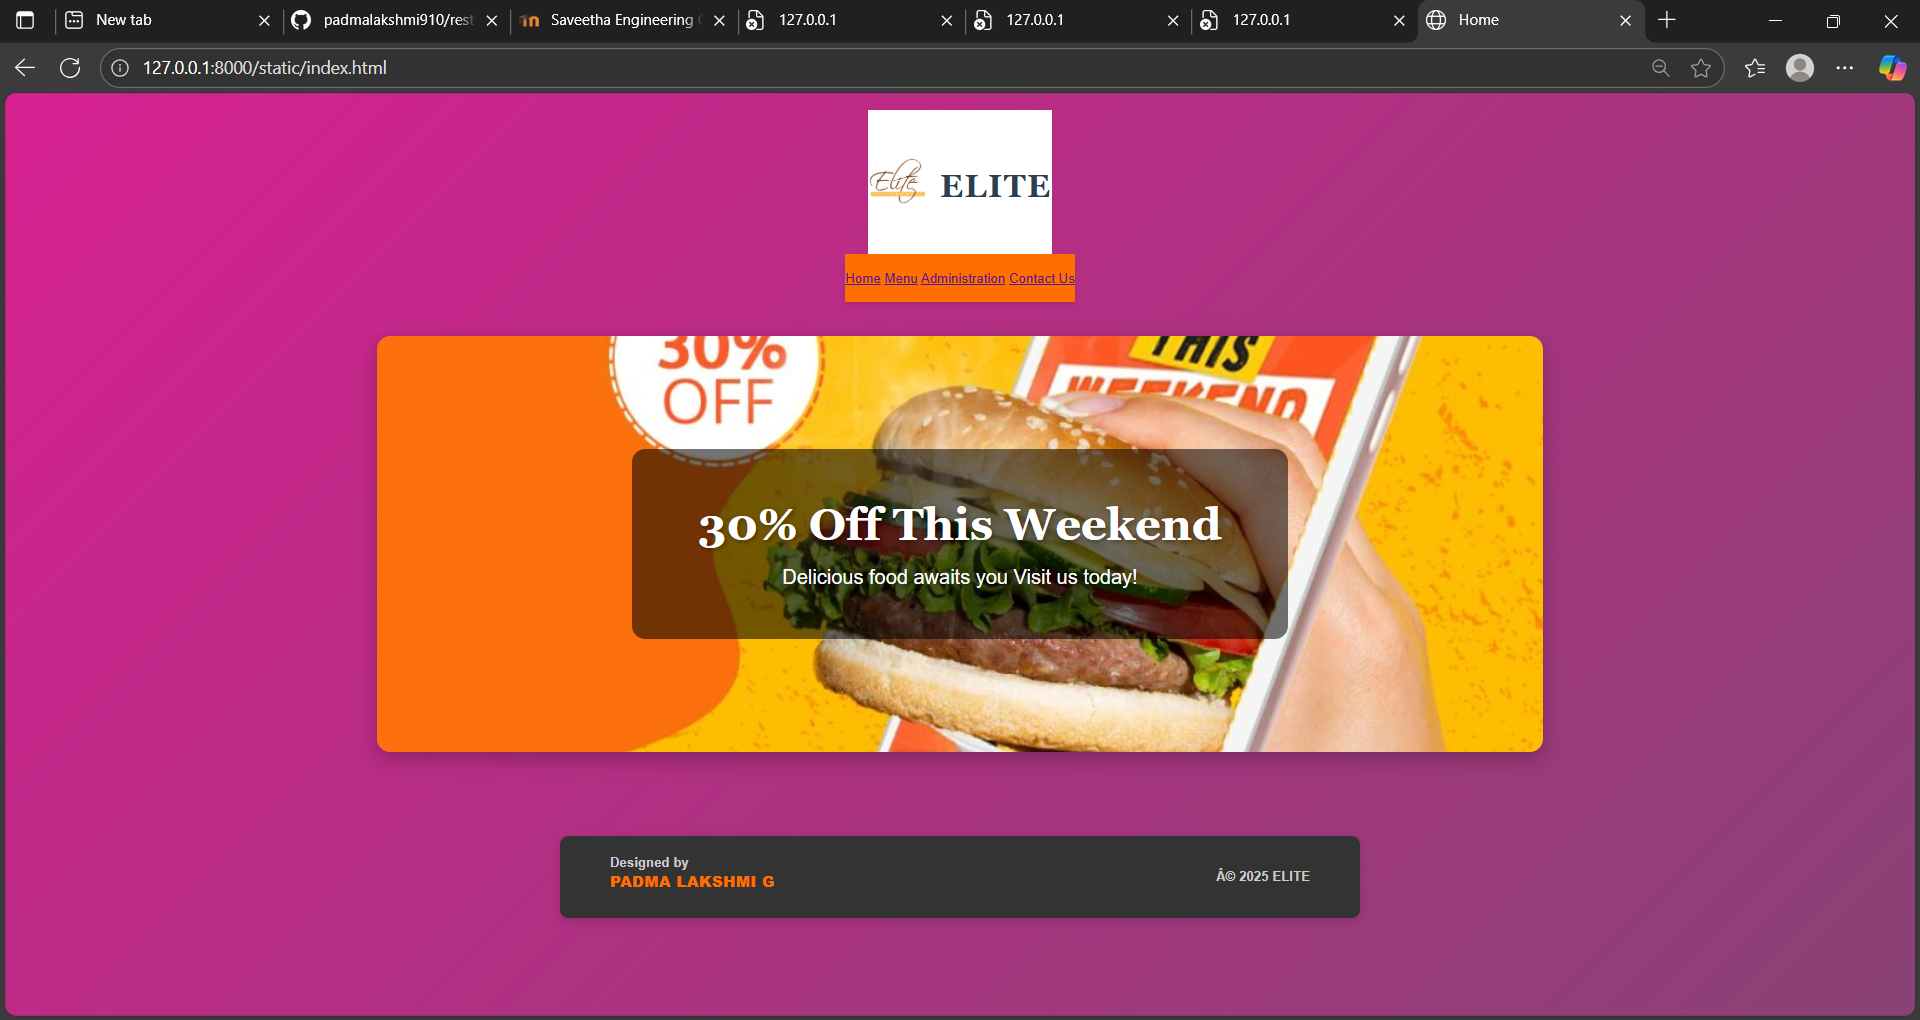 New tab
padmalakshmi910/rest
Saveetha Engineering
127.0.0.1
127.0.0.1
127.0.0.1
Home
127.0.0.1:8000/static/index.html
Elite ELITE
Home Menu Administration Contact Us
30%
OFF
THIS
WEEKEND
30% Off This Weekend
Delicious food awaits you Visit us today!
Designed by
PADMA LAKSHMI G
Â© 2025 ELITE